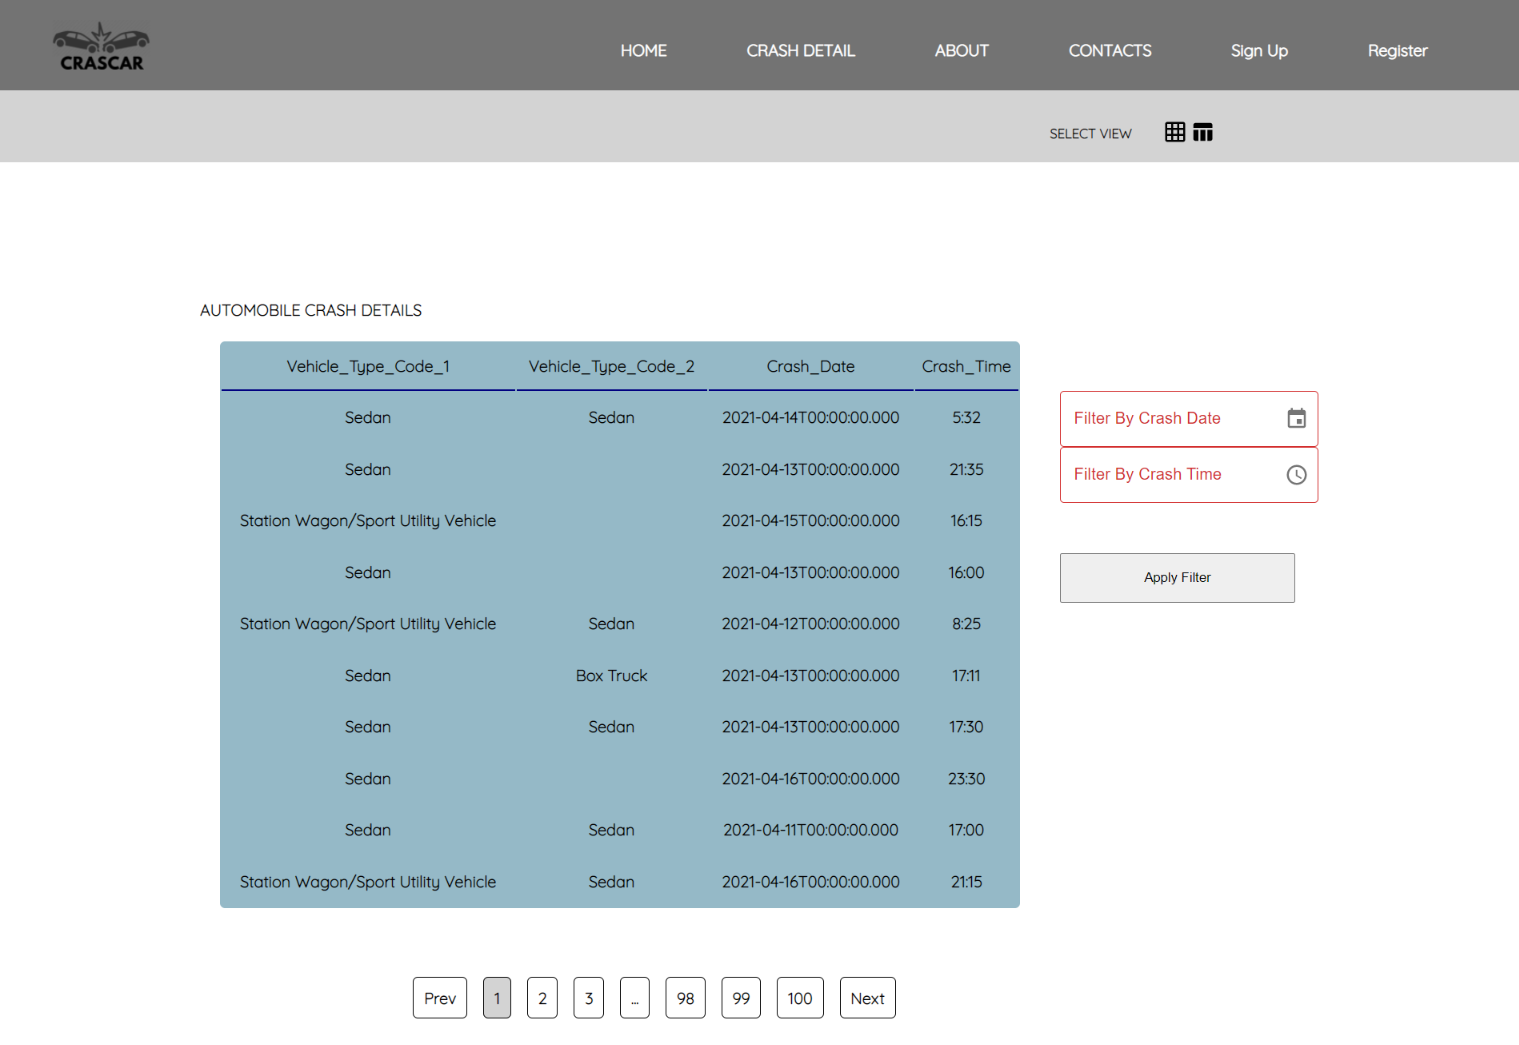 CRASCAR
HOME CRASH DETAIL ABOUT CONTACTS Sign Up Register
SELECT VIEW
AUTOMOBILE CRASH DETAILS
Vehicle_Type_Code_1 Vehicle_Type_Code_2 Crash_Date Crash_Time
Sedan Sedan 2021-04-14T00:00:00.000 5:32
Sedan 2021-04-13T00:00:00.000 21:35
Station Wagon/Sport Utility Vehicle 2021-04-15T00:00:00.000 16:15
Sedan 2021-04-13T00:00:00.000 16:00
Station Wagon/Sport Utility Vehicle Sedan 2021-04-12T00:00:00.000 8:25
Sedan Box Truck 2021-04-13T00:00:00.000 17:11
Sedan Sedan 2021-04-13T00:00:00.000 17:30
Sedan 2021-04-16T00:00:00.000 23:30
Sedan Sedan 2021-04-11T00:00:00.000 17:00
Station Wagon/Sport Utility Vehicle Sedan 2021-04-16T00:00:00.000 21:15
Filter By Crash Date
Filter By Crash Time
Apply Filter
Prev 1 2 3 ... 98 99 100 Next